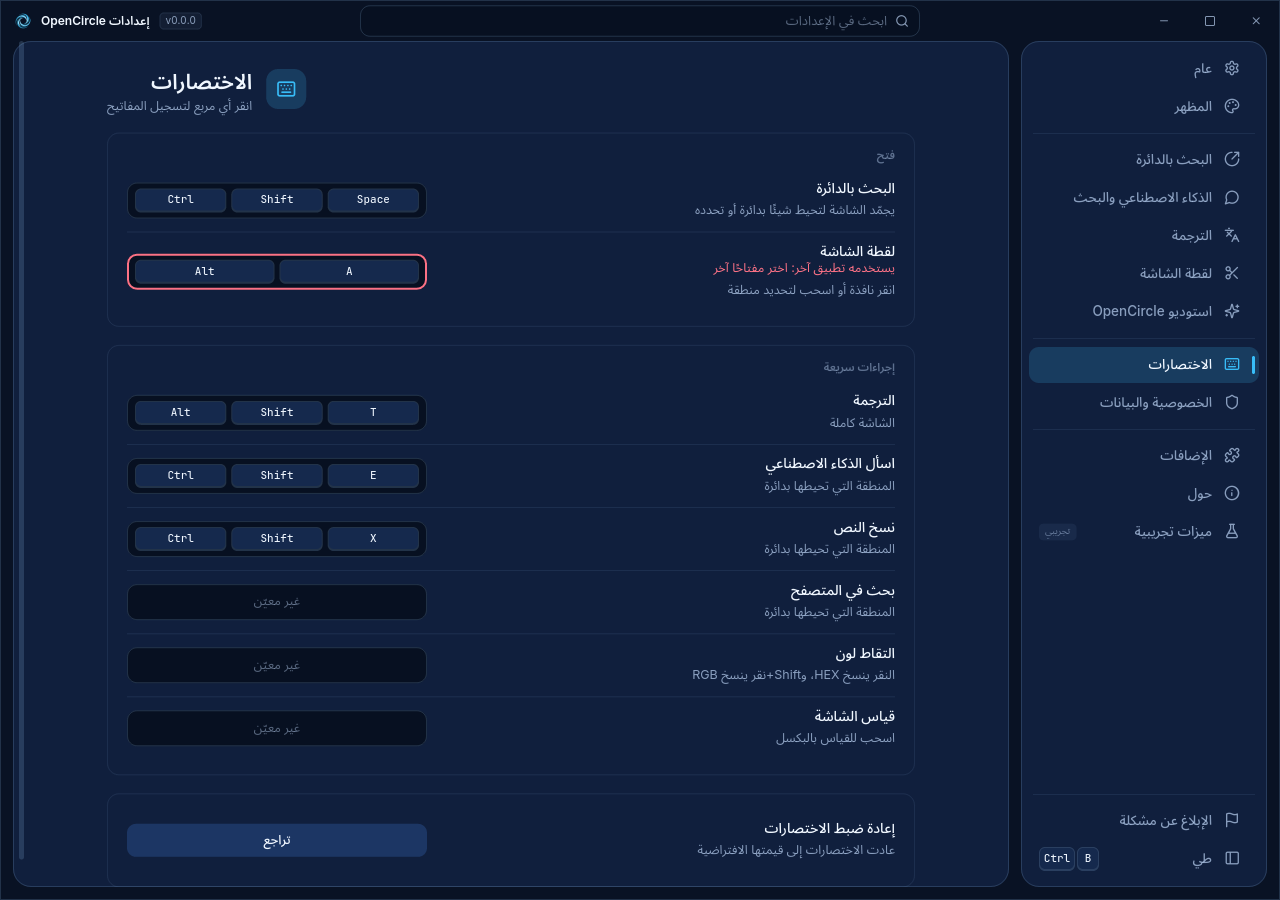 إعدادات OpenCircle
v0.0.0
ابحث في الإعدادات
عام
المظهر
البحث بالدائرة
الذكاء الاصطناعي والبحث
الترجمة
لقطة الشاشة
استوديو OpenCircle
الاختصارات
الخصوصية والبيانات
الإضافات
حول
ميزات تجريبية
تجريبي
الإبلاغ عن مشكلة
طي
Ctrl B
الاختصارات
انقر أي مربع لتسجيل المفاتيح
فتح
البحث بالدائرة
يجمّد الشاشة لتحيط شيئًا بدائرة أو تحدده
Ctrl Shift Space
لقطة الشاشة
يستخدمه تطبيق آخر: اختر مفتاحًا آخر
انقر نافذة أو اسحب لتحديد منطقة
Alt A
إجراءات سريعة
الترجمة
الشاشة كاملة
Alt Shift T
اسأل الذكاء الاصطناعي
المنطقة التي تحيطها بدائرة
Ctrl Shift E
نسخ النص
المنطقة التي تحيطها بدائرة
Ctrl Shift X
بحث في المتصفح
المنطقة التي تحيطها بدائرة
غير معيّن
التقاط لون
النقر ينسخ HEX، وShift+نقر ينسخ RGB
غير معيّن
قياس الشاشة
اسحب للقياس بالبكسل
غير معيّن
إعادة ضبط الاختصارات
عادت الاختصارات إلى قيمتها الافتراضية
تراجع